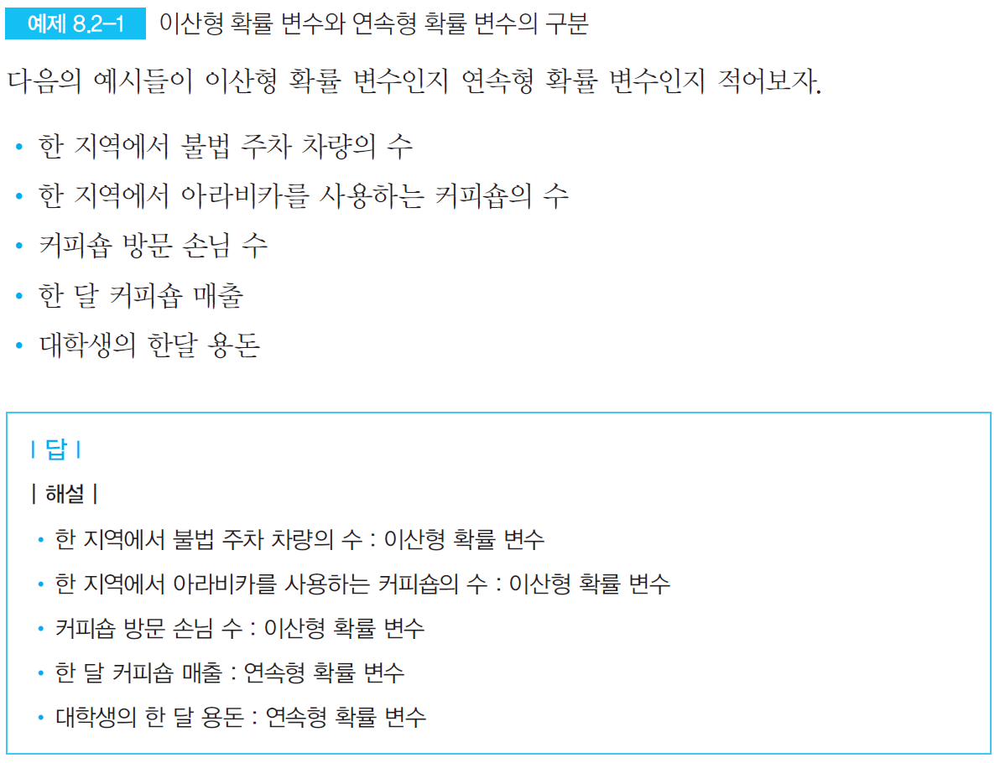 예제 8.2-1 이산형 확률 변수와 연속형 확률 변수의 구분
다음의 예시들이 이산형 확률 변수인지 연속형 확률 변수인지 적어보자.
• 한 지역에서 불법 주차 차량의 수
• 한 지역에서 아라비카를 사용하는 커피숍의 수
• 커피숍 방문 손님 수
• 한 달 커피숍 매출
• 대학생의 한달 용돈
| 답 |
| 해설 |
• 한 지역에서 불법 주차 차량의 수 : 이산형 확률 변수
• 한 지역에서 아라비카를 사용하는 커피숍의 수 : 이산형 확률 변수
• 커피숍 방문 손님 수 : 이산형 확률 변수
• 한 달 커피숍 매출 : 연속형 확률 변수
• 대학생의 한 달 용돈 : 연속형 확률 변수